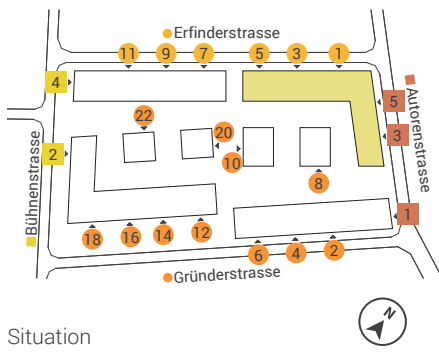 Erfinderstrasse
11 9 7 5 3 1
4
5
Autorenstrasse
3
22
20
10
2
8
Bühnenstrasse
1
18 16 14 12
6 4 2
Gründerstrasse
Situation
N